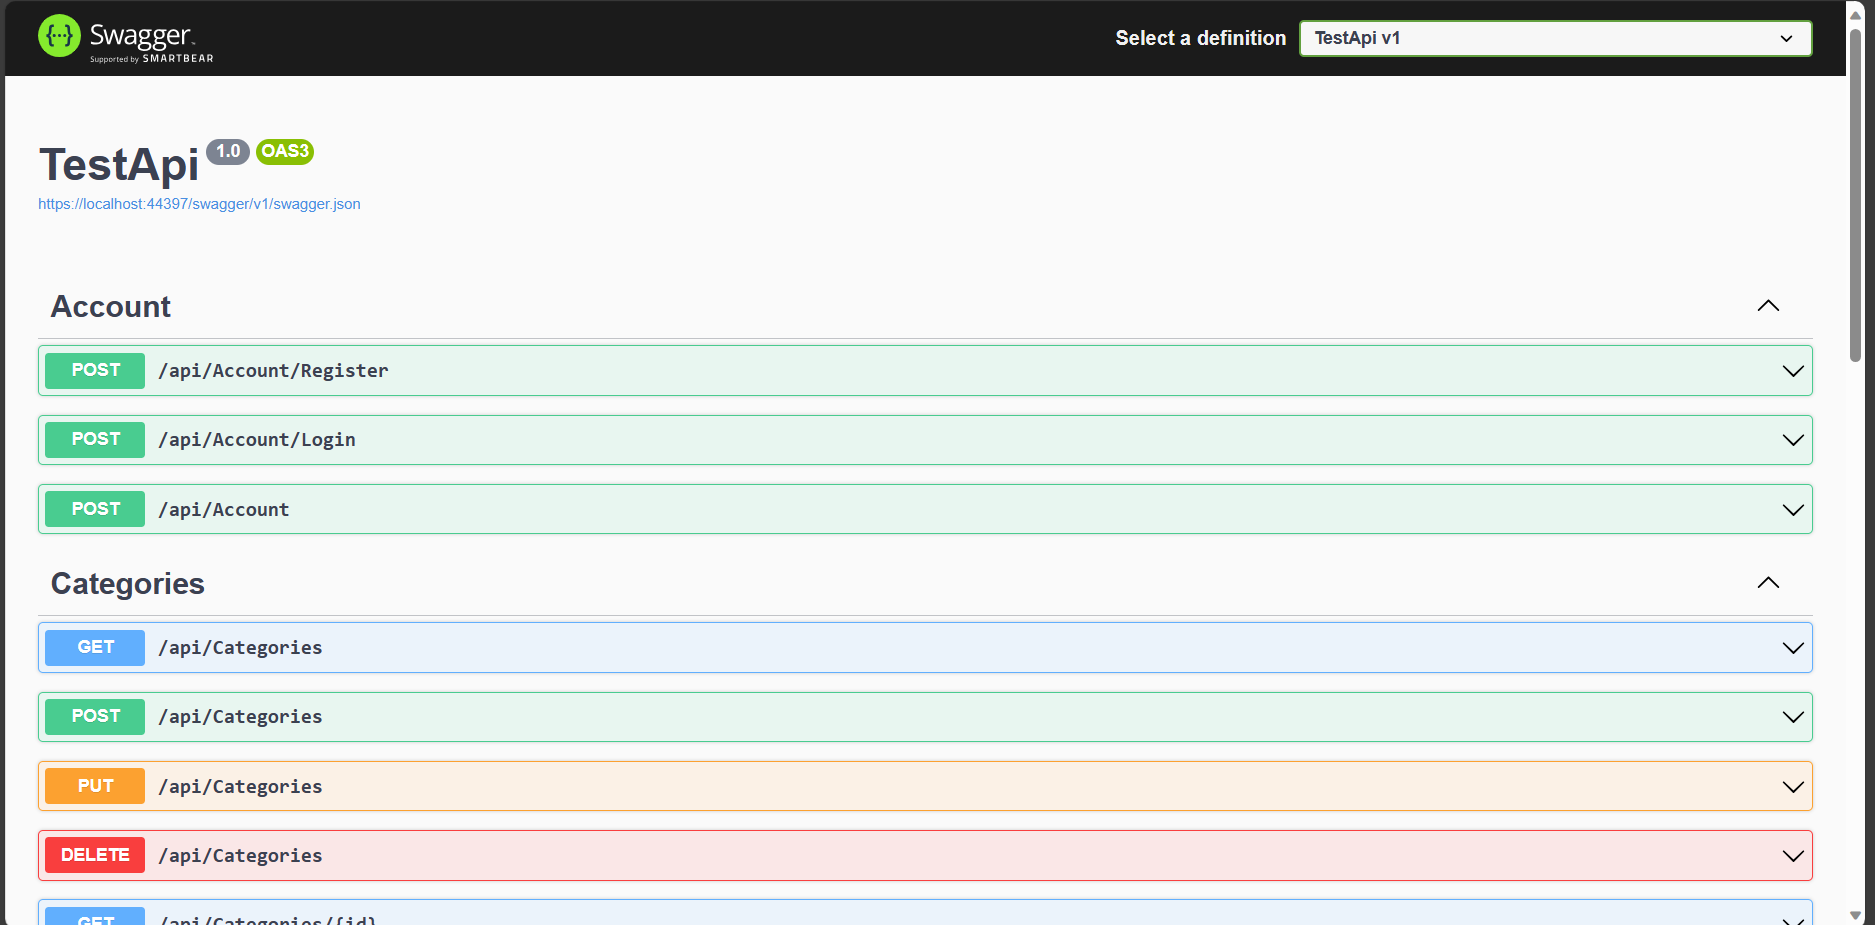 Swagger
Supported by SMARTBEAR
Select a definition
TestApi v1
TestApi 1.0 OAS3
https://localhost:44397/swagger/v1/swagger.json
Account
POST /api/Account/Register
POST /api/Account/Login
POST /api/Account
Categories
GET /api/Categories
POST /api/Categories
PUT /api/Categories
DELETE /api/Categories
GET /api/Categories/{id}